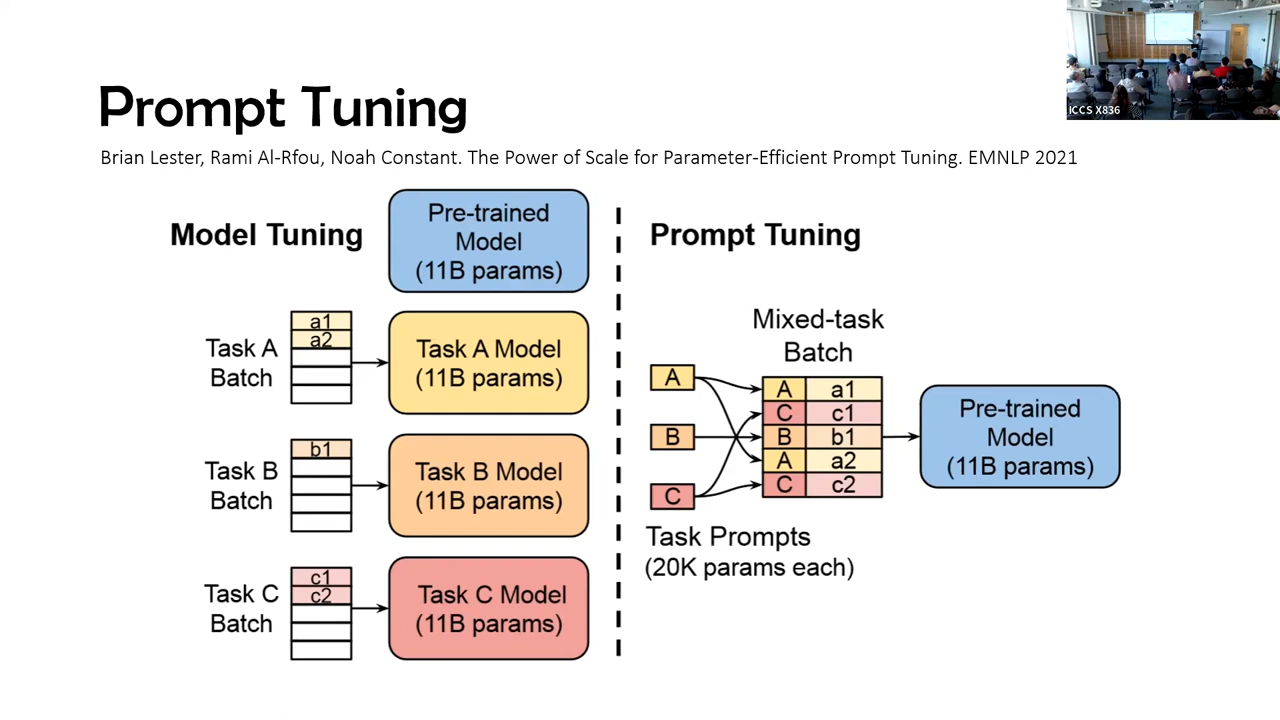 Prompt Tuning
Brian Lester, Rami Al-Rfou, Noah Constant. The Power of Scale for Parameter-Efficient Prompt Tuning. EMNLP 2021
ICCS X836
Model Tuning
Pre-trained
Model
(11B params)
Task A
Batch
a1
a2
Task A Model
(11B params)
Task B
Batch
b1
Task B Model
(11B params)
Task C
Batch
c1
c2
Task C Model
(11B params)
Prompt Tuning
Mixed-task
Batch
A
B
C
A a1
C c1
B b1
A a2
C c2
Task Prompts
(20K params each)
Pre-trained
Model
(11B params)